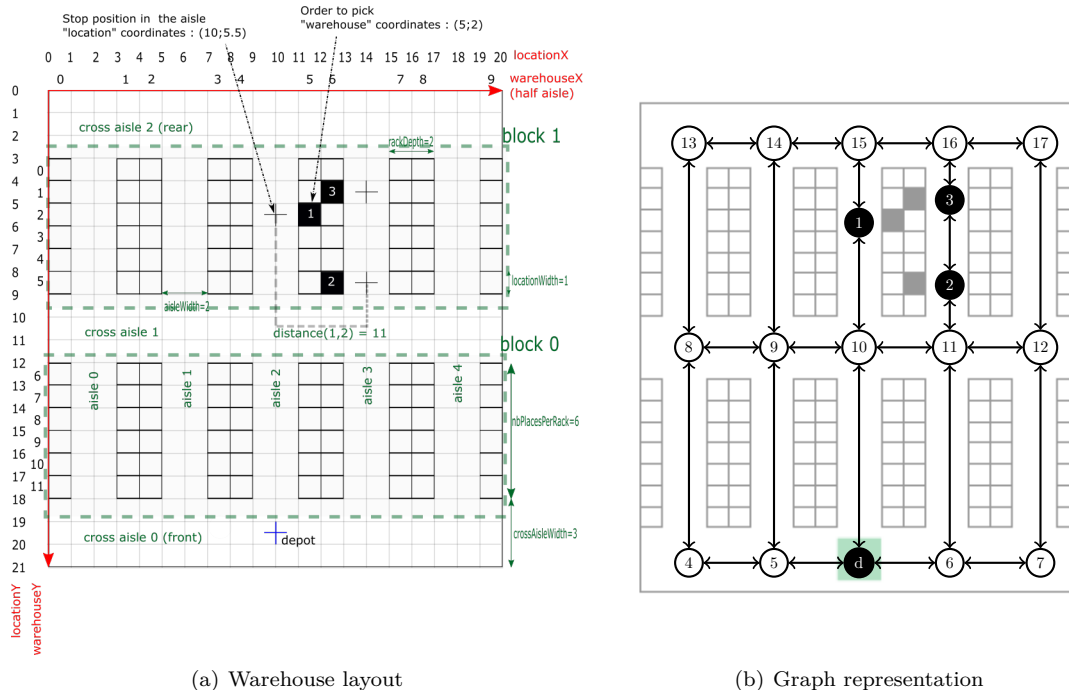 Stop position in the aisle
"location" coordinates : (10;5.5)
Order to pick
"warehouse" coordinates : (5;2)
0 1 3 4 5 7 8 9 10 11 12 13 14 15 17 18 19 20 locationX
0 1 2 3 4 5 6 7 8 9 warehouseX
(half aisle)
0
1
2
3
4
5
6
7
8
9
10
11
12
13
14
15
16
17
18
19
20
21
0
1
2
3
4
5
6
7
8
9
10
11
locationY
warehouseY
cross aisle 2 (rear)
block 1
rackDepth=2
3
1
2
locationWidth=1
aisleWidth=2
cross aisle 1
distance(1,2) = 11
block 0
aisle 0
aisle 1
aisle 2
aisle 3
aisle 4
nbPlacesPerRack=6
cross aisle 0 (front)
depot
crossAisleWidth=3
(a) Warehouse layout
13 14 15 16 17
3
1
2
8 9 10 11 12
4 5 d 6 7
(b) Graph representation